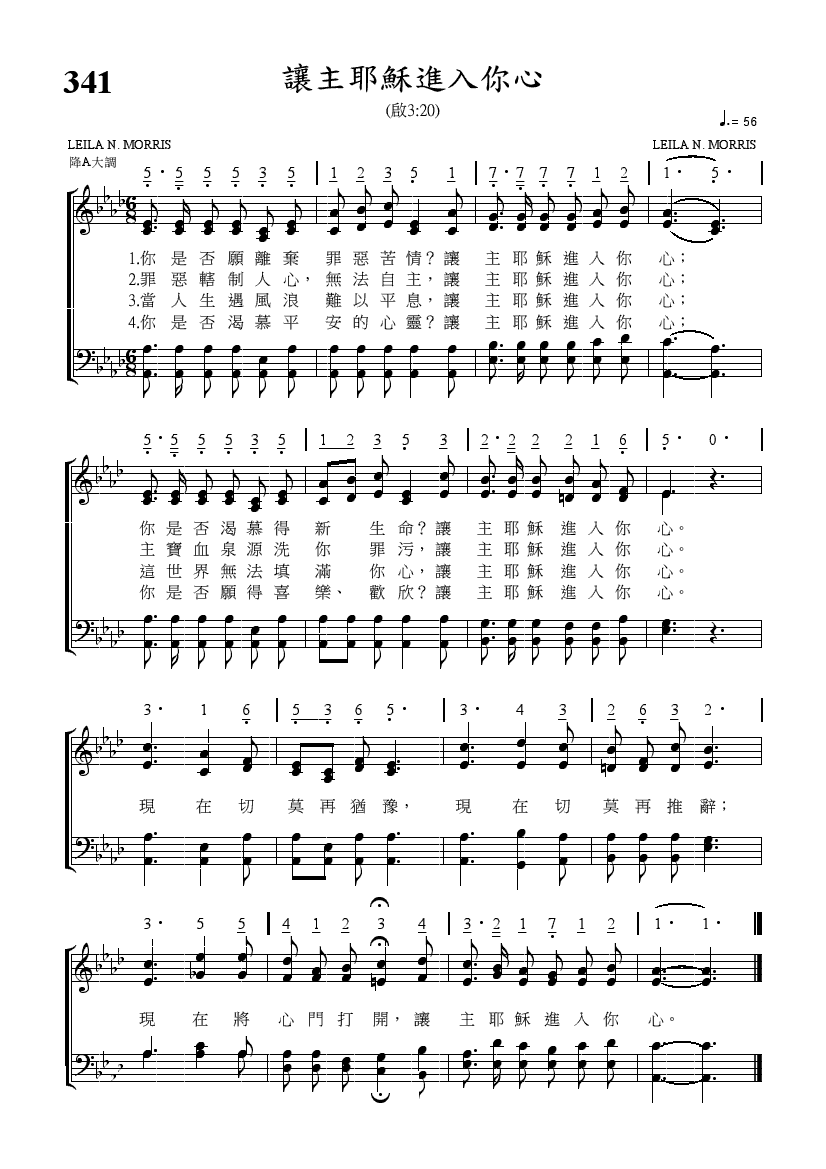 341
讓主耶穌進入你心
(啟3:20)
♩. = 56
LEILA N. MORRIS LEILA N. MORRIS
降A大調
5· 5 5 5 3 5 | 1 2 3 5 1 | 7· 7 7 7 1 2 | 1· 5· |
1.你是否願離棄 罪惡苦情?讓 主耶穌進入你 心;
2.罪惡轄制人心, 無法自主,讓 主耶穌進入你 心;
3.當人生遇風浪 難以平息,讓 主耶穌進入你 心;
4.你是否渴慕平 安的心靈?讓 主耶穌進入你 心;
5· 5 5 5 3 5 | 1 2 3 5 3 | 2· 2 2 2 1 6 | 5· 0· |
你是否渴慕得 新 生命?讓 主耶穌進入你 心。
主寶血泉源洗 你 罪污,讓 主耶穌進入你 心。
這世界無法填 滿 你心,讓 主耶穌進入你 心。
你是否願得喜 樂、 歡欣?讓 主耶穌進入你 心。
3· 1 6 | 5 3 6 5· | 3· 4 3 | 2 6 3 2· |
現 在 切 莫 再 猶 豫, 現 在 切 莫 再 推 辭;
3· 5 5 | 4 1 2 3 4 | 3· 2 1 7 1 2 | 1· 1· |
現 在 將 心 門 打 開,讓 主 耶 穌 進 入 你 心。